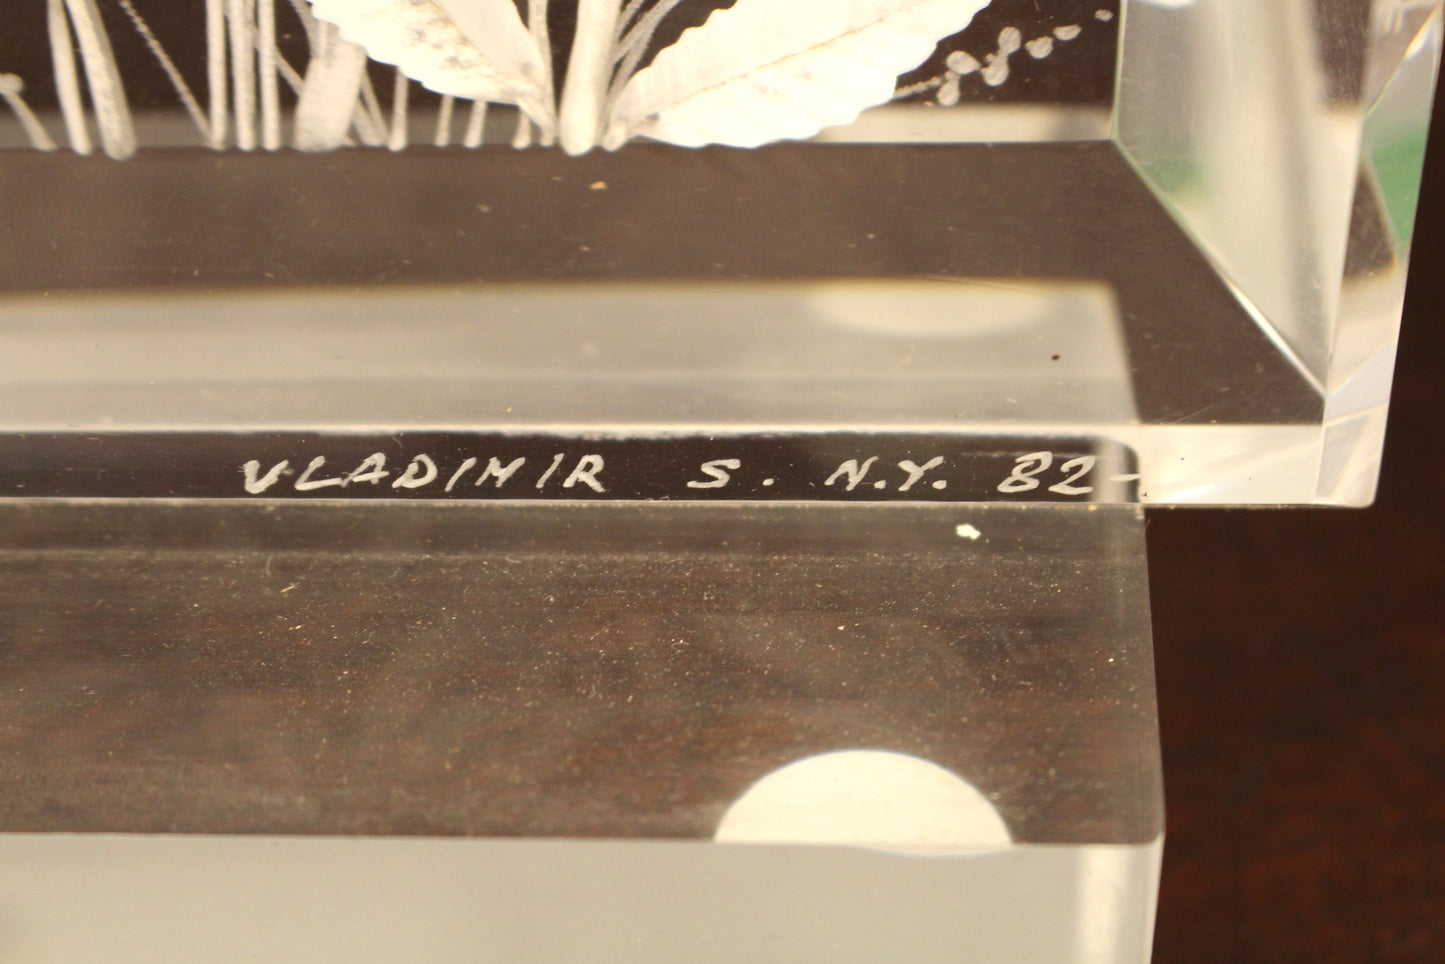 VLADIMIR S. N.Y. 82-